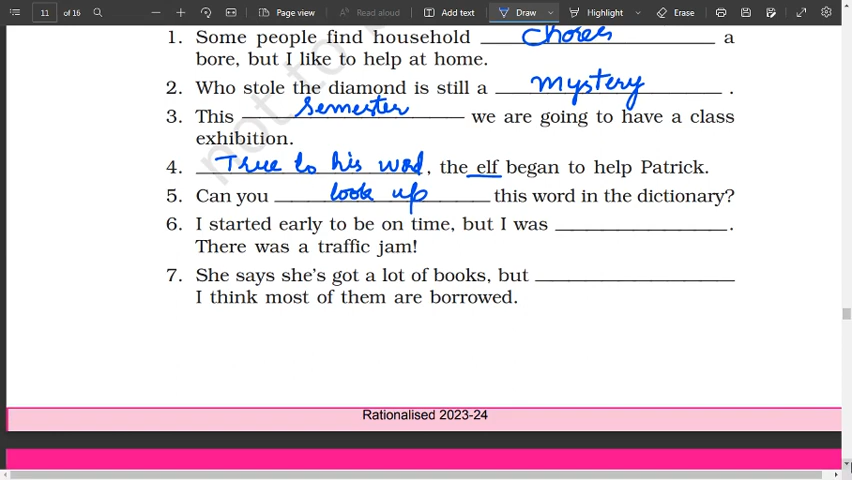 11 of 16 Page view Read aloud Add text Draw Highlight Erase
1. Some people find household chores a
bore, but I like to help at home.
2. Who stole the diamond is still a mystery .
3. This semester we are going to have a class
exhibition.
4. True to his word, the elf began to help Patrick.
5. Can you look up this word in the dictionary?
6. I started early to be on time, but I was ____________.
There was a traffic jam!
7. She says she's got a lot of books, but ____________
I think most of them are borrowed.
not to
Rationalised 2023-24